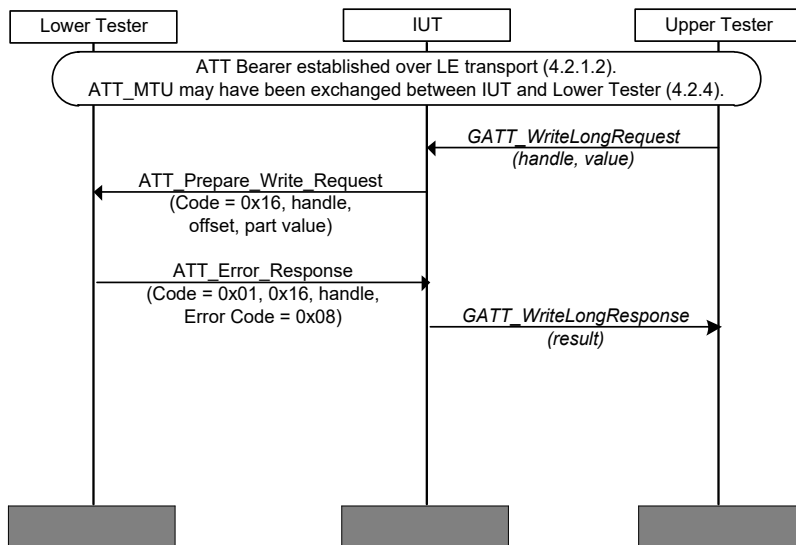 Lower Tester
IUT
Upper Tester
ATT Bearer established over LE transport (4.2.1.2).
ATT_MTU may have been exchanged between IUT and Lower Tester (4.2.4).
GATT_WriteLongRequest
(handle, value)
ATT_Prepare_Write_Request
(Code = 0x16, handle,
offset, part value)
ATT_Error_Response
(Code = 0x01, 0x16, handle,
Error Code = 0x08)
GATT_WriteLongResponse
(result)